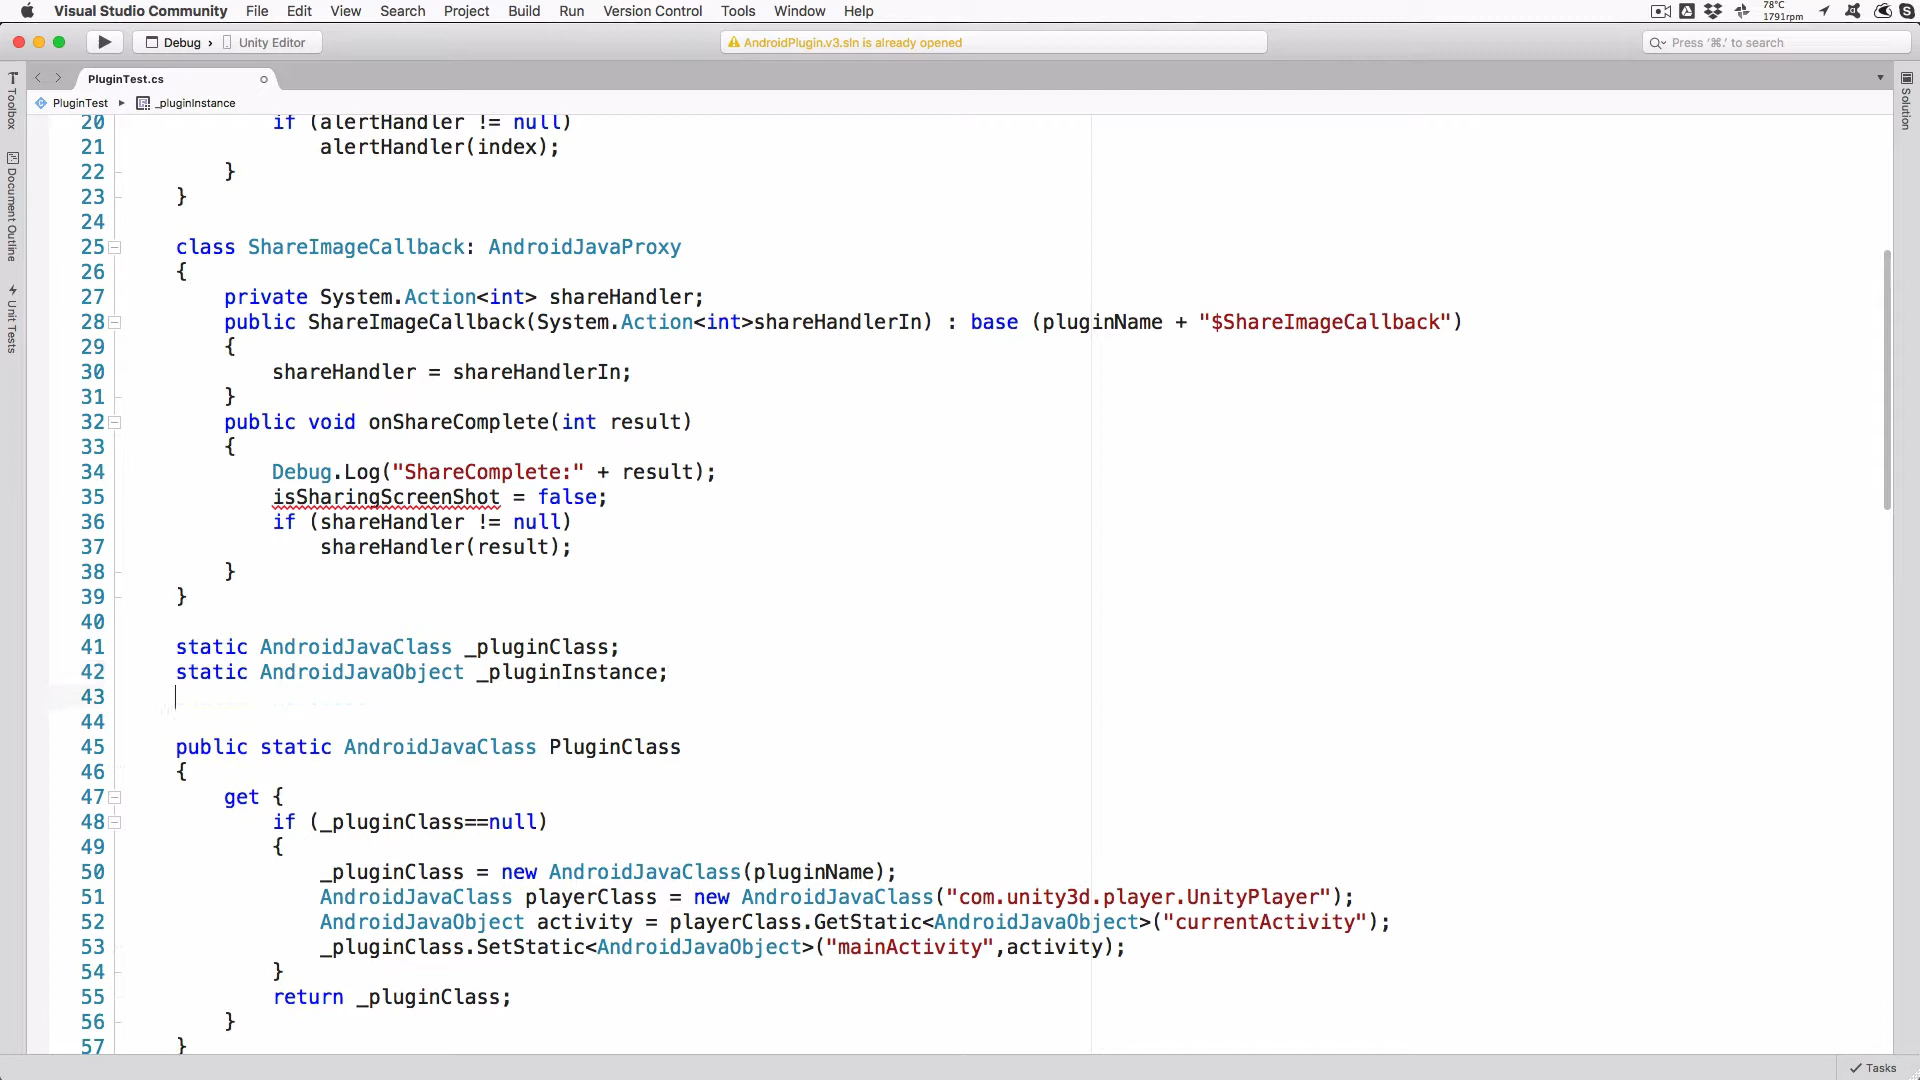 Visual Studio Community File Edit View Search Project Build Run Version Control Tools Window Help
78°C
1791rpm
Debug › Unity Editor
AndroidPlugin.v3.sln is already opened
Press ‘⌘.’ to search
PluginTest.cs
PluginTest ▸ _pluginInstance
Toolbox
Document Outline
Unit Tests
Solution
20 if (alertHandler != null)
21 alertHandler(index);
22 }
23 }
24
25 class ShareImageCallback: AndroidJavaProxy
26 {
27 private System.Action<int> shareHandler;
28 public ShareImageCallback(System.Action<int>shareHandlerIn) : base (pluginName + "$ShareImageCallback")
29 {
30 shareHandler = shareHandlerIn;
31 }
32 public void onShareComplete(int result)
33 {
34 Debug.Log("ShareComplete:" + result);
35 isSharingScreenShot = false;
36 if (shareHandler != null)
37 shareHandler(result);
38 }
39 }
40
41 static AndroidJavaClass _pluginClass;
42 static AndroidJavaObject _pluginInstance;
43
44
45 public static AndroidJavaClass PluginClass
46 {
47 get {
48 if (_pluginClass==null)
49 {
50 _pluginClass = new AndroidJavaClass(pluginName);
51 AndroidJavaClass playerClass = new AndroidJavaClass("com.unity3d.player.UnityPlayer");
52 AndroidJavaObject activity = playerClass.GetStatic<AndroidJavaObject>("currentActivity");
53 _pluginClass.SetStatic<AndroidJavaObject>("mainActivity",activity);
54 }
55 return _pluginClass;
56 }
57 }
Tasks